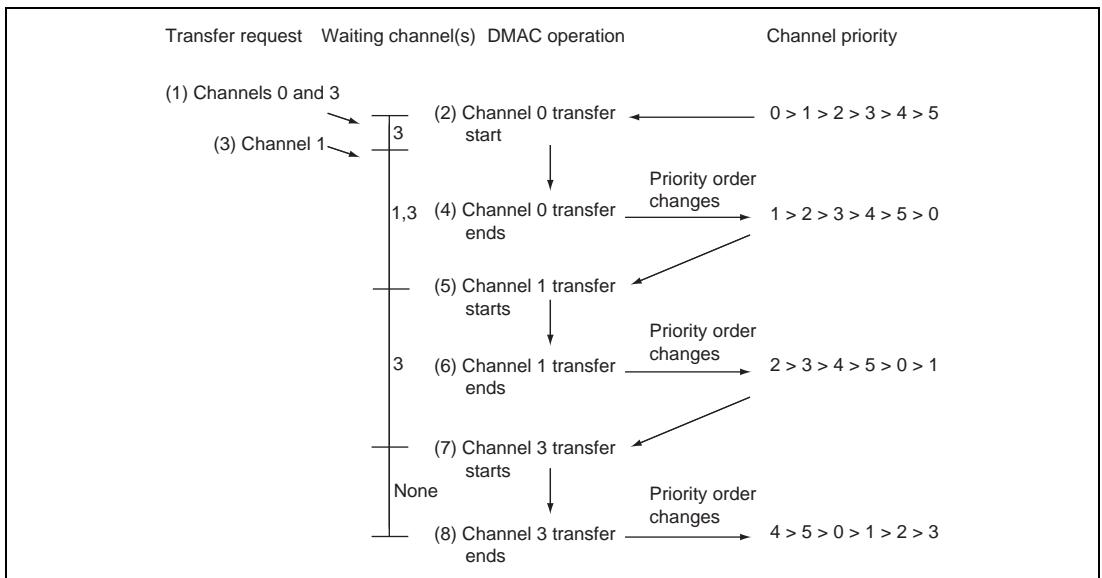 Transfer request Waiting channel(s) DMAC operation Channel priority
(1) Channels 0 and 3
(2) Channel 0 transfer
start
0 > 1 > 2 > 3 > 4 > 5
3
(3) Channel 1
Priority order
changes
1,3
(4) Channel 0 transfer
ends
1 > 2 > 3 > 4 > 5 > 0
(5) Channel 1 transfer
starts
Priority order
changes
3
(6) Channel 1 transfer
ends
2 > 3 > 4 > 5 > 0 > 1
(7) Channel 3 transfer
starts
None
Priority order
changes
(8) Channel 3 transfer
ends
4 > 5 > 0 > 1 > 2 > 3